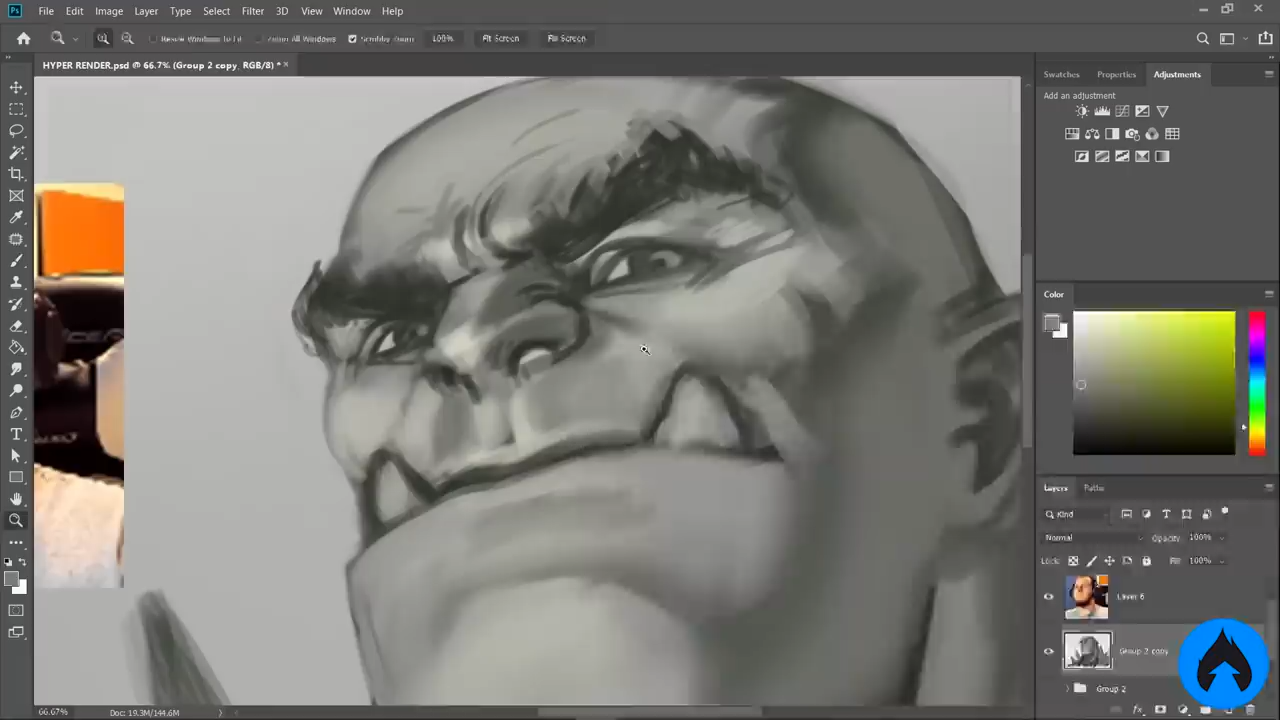 File Edit Image Layer Type Select Filter 3D View Window Help
100% Fit Screen Fill Screen
HYPER RENDER.psd @ 66.7% (Group 2 copy, RGB/8) *
Swatches Properties Adjustments
Add an adjustment
Color
Layers Paths
Kind
Normal Opacity: 100%
Lock: Fill: 100%
Layer 6
Group 2 copy
Group 2
66.67% Doc: 19.3M/144.6M